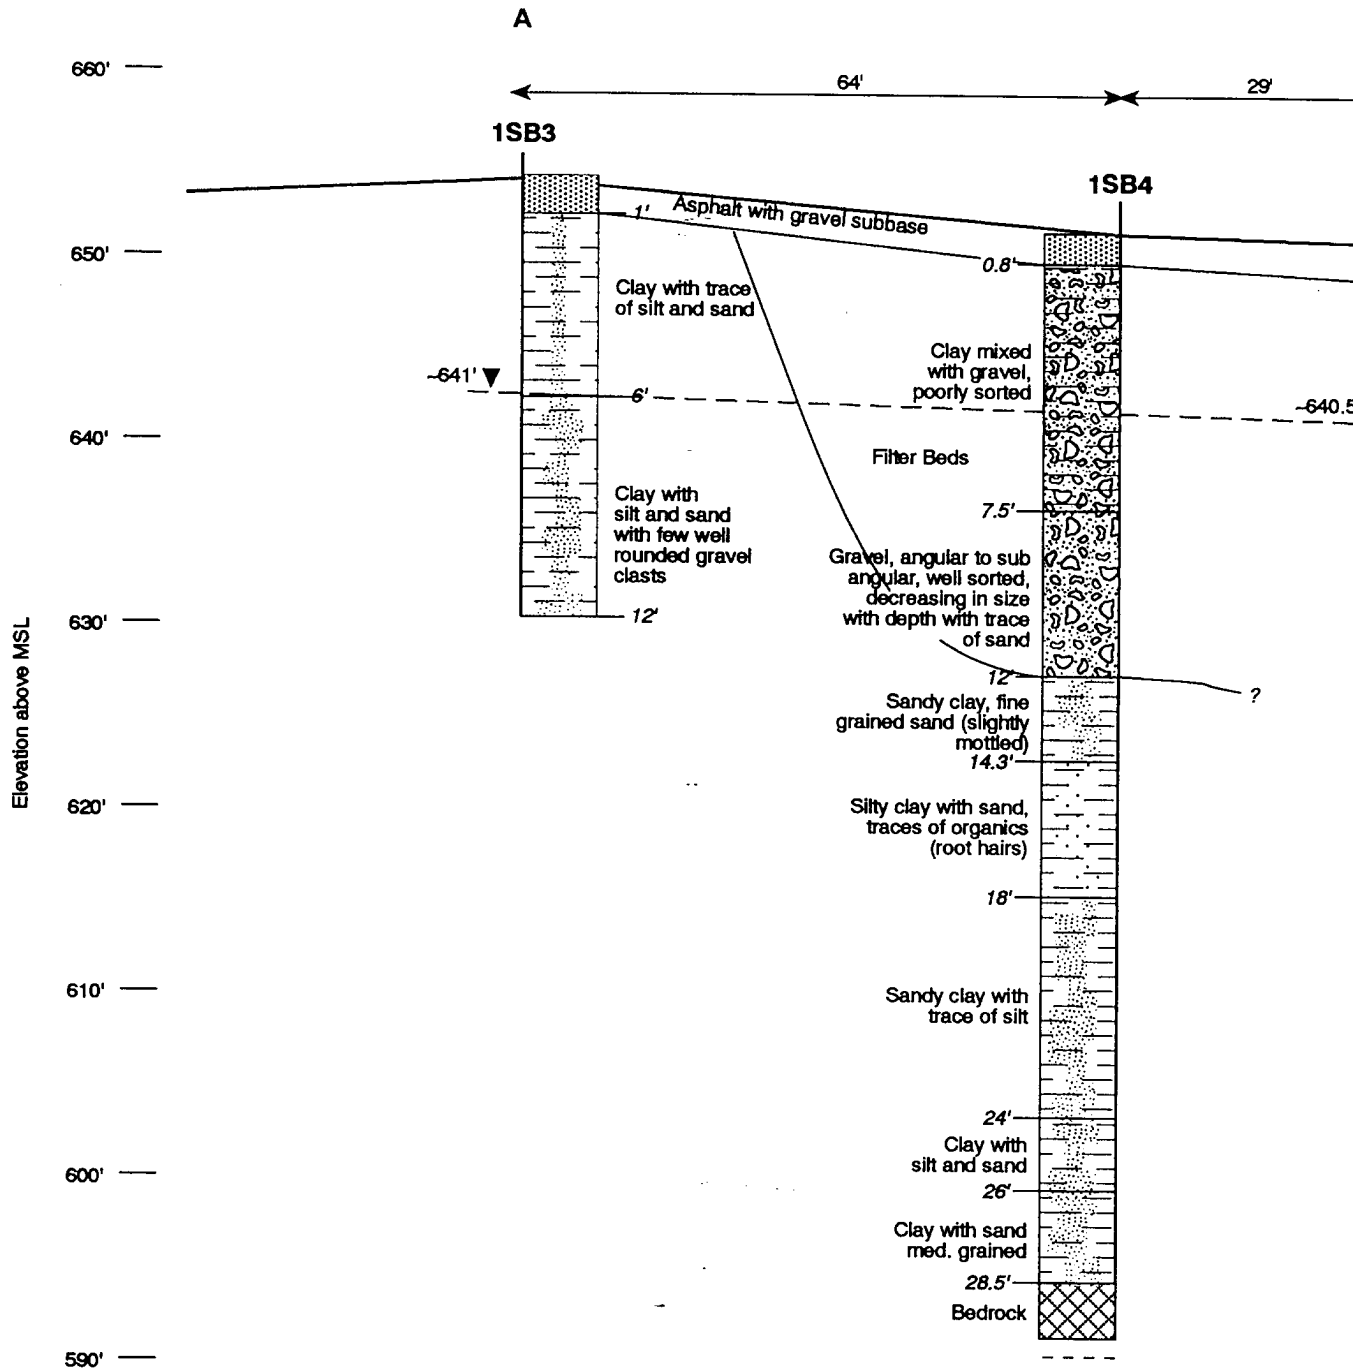 A
660'
64'
29'
1SB3
1SB4
Asphalt with gravel subbase
1'
650'
0.8'
Clay with trace
of silt and sand
Clay mixed
with gravel,
poorly sorted
~641'
6'
~640.5
640'
Filter Beds
Clay with
silt and sand
with few well
rounded gravel
clasts
7.5'
Gravel, angular to sub
angular, well sorted,
decreasing in size
with depth with trace
of sand
630'
12'
12'
?
Elevation above MSL
Sandy clay, fine
grained sand (slightly
mottled)
14.3'
620'
Silty clay with sand,
traces of organics
(root hairs)
18'
610'
Sandy clay with
trace of silt
24'
Clay with
silt and sand
600'
26'
Clay with sand
med. grained
28.5'
Bedrock
590'